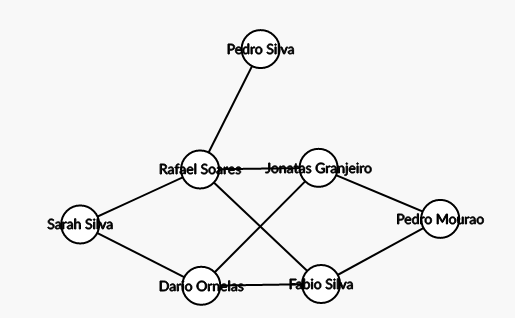 Pedro Silva
Rafael Soares
Jonatas Granjeiro
Sarah Silva
Pedro Mourao
Dario Ornelas
Fabio Silva